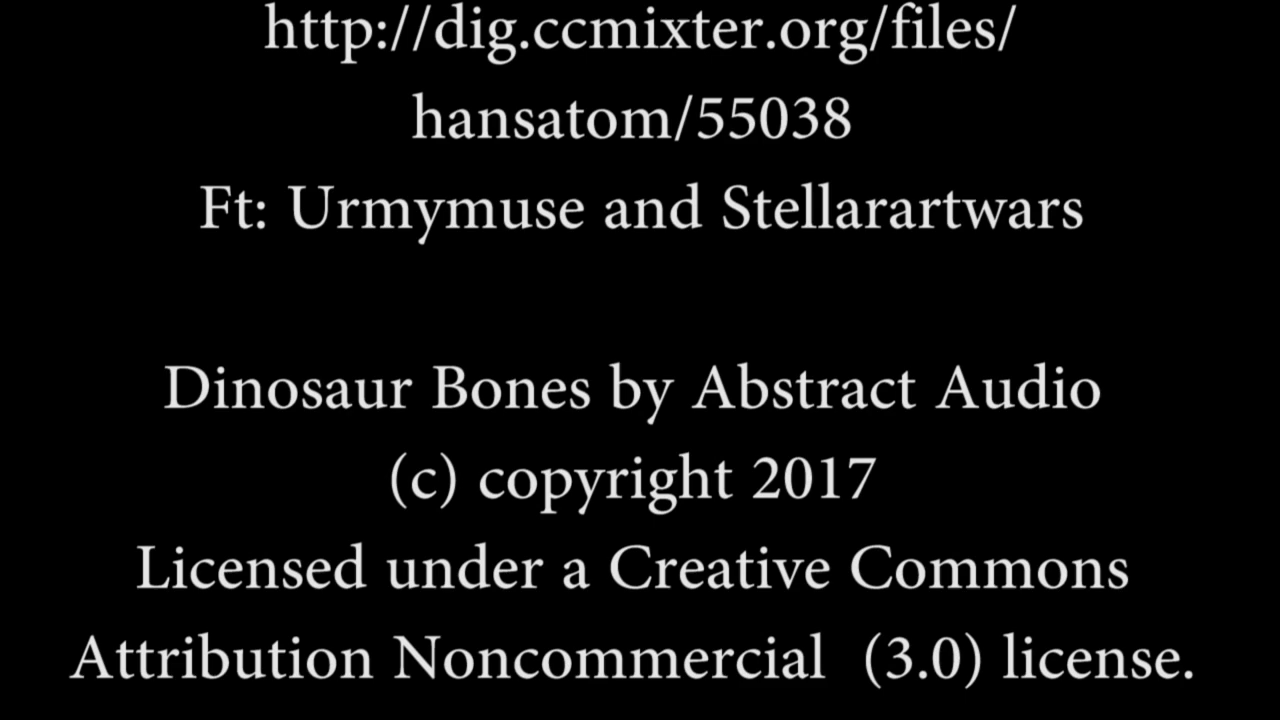 http://dig.ccmixter.org/files/
hansatom/55038
Ft: Urmymuse and Stellarartwars
Dinosaur Bones by Abstract Audio
(c) copyright 2017
Licensed under a Creative Commons
Attribution Noncommercial  (3.0) license.